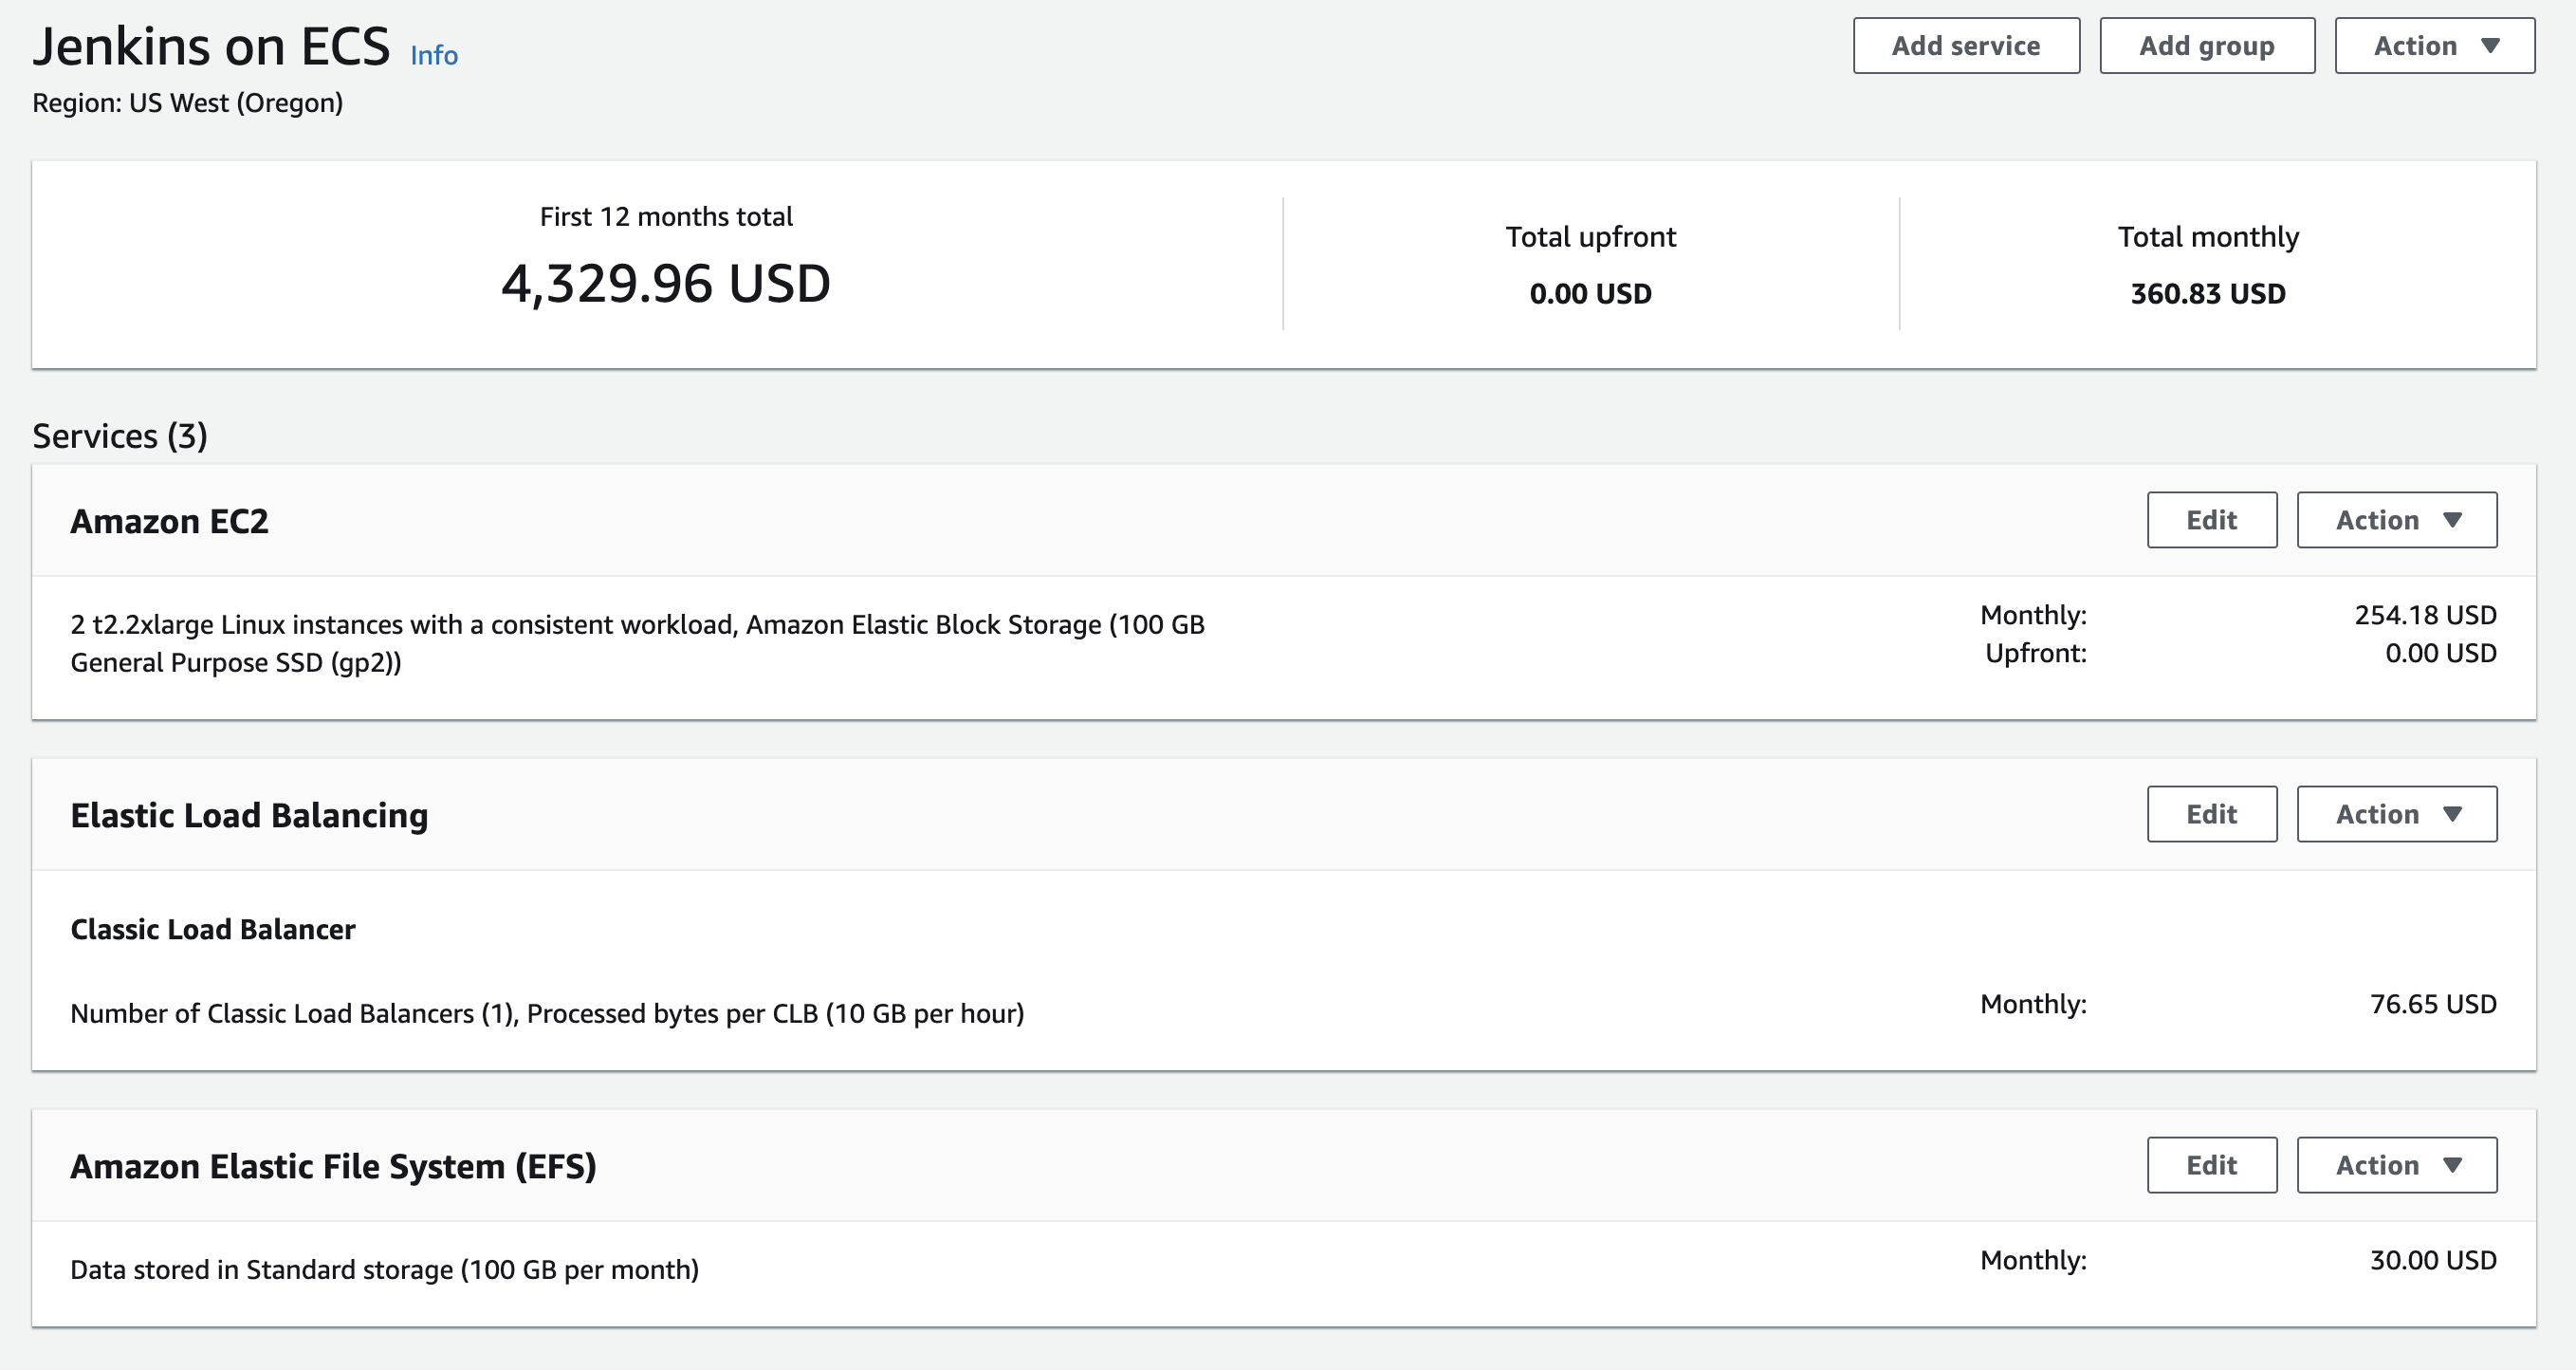 Jenkins on ECS Info
Add service
Add group
Action
Region: US West (Oregon)
First 12 months total
4,329.96 USD
Total upfront
0.00 USD
Total monthly
360.83 USD
Services (3)
Amazon EC2
Edit
Action
2 t2.2xlarge Linux instances with a consistent workload, Amazon Elastic Block Storage (100 GB
General Purpose SSD (gp2))
Monthly: 254.18 USD
Upfront: 0.00 USD
Elastic Load Balancing
Edit
Action
Classic Load Balancer
Number of Classic Load Balancers (1), Processed bytes per CLB (10 GB per hour)
Monthly: 76.65 USD
Amazon Elastic File System (EFS)
Edit
Action
Data stored in Standard storage (100 GB per month)
Monthly: 30.00 USD